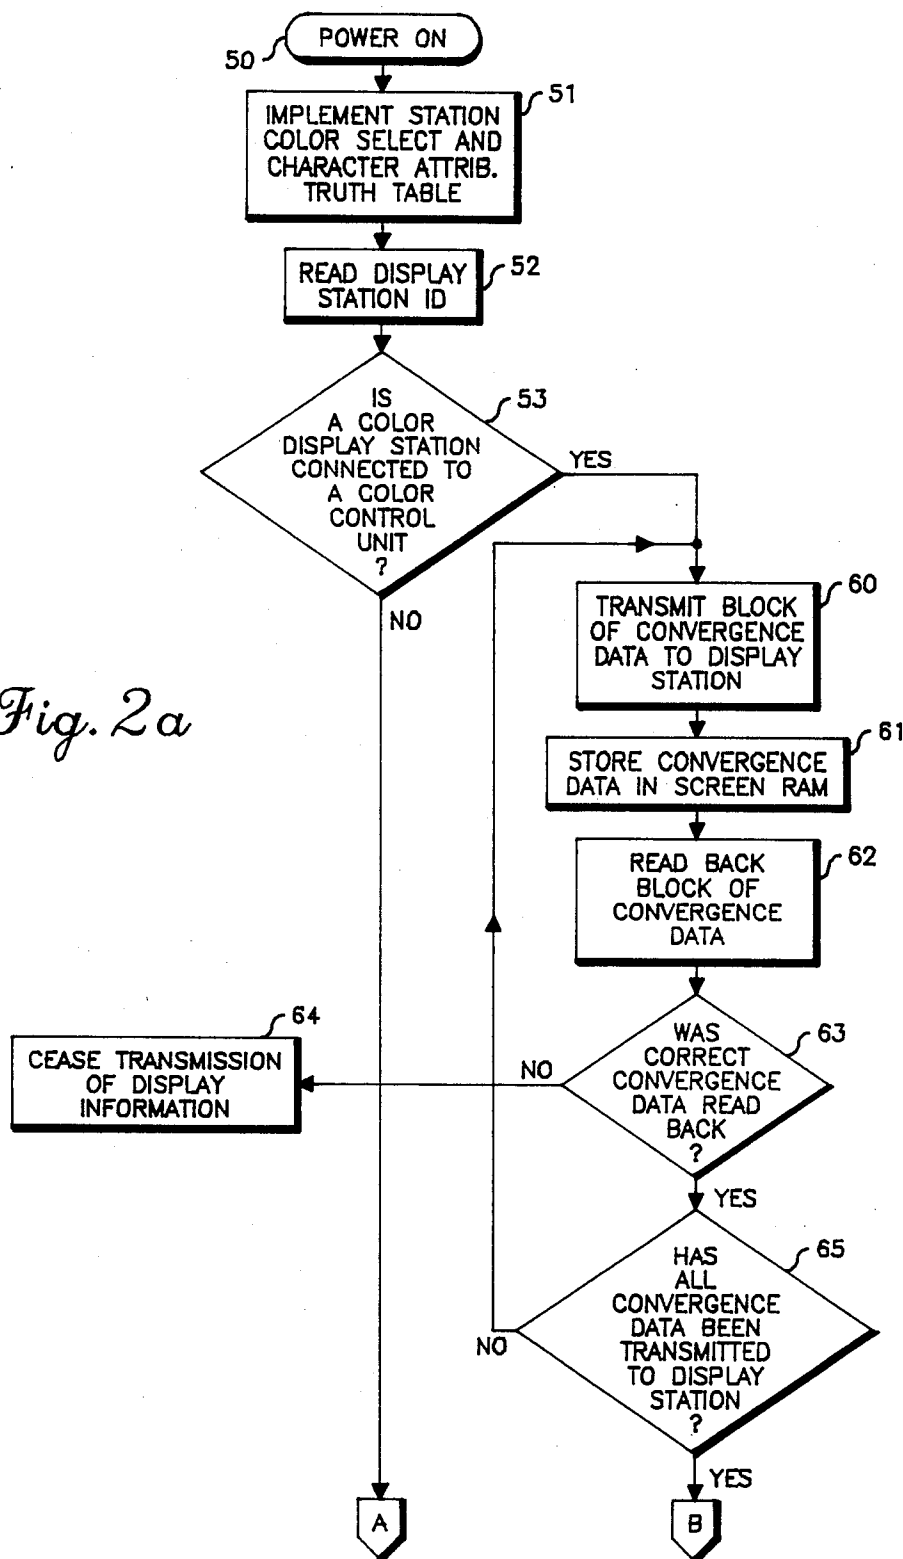 50
POWER ON
51
IMPLEMENT STATION
COLOR SELECT AND
CHARACTER ATTRIB.
TRUTH TABLE
52
READ DISPLAY
STATION ID
53
IS
A COLOR
DISPLAY STATION
CONNECTED TO
A COLOR
CONTROL
UNIT
?
YES
NO
60
TRANSMIT BLOCK
OF CONVERGENCE
DATA TO DISPLAY
STATION
Fig. 2a
61
STORE CONVERGENCE
DATA IN SCREEN RAM
62
READ BACK
BLOCK OF
CONVERGENCE
DATA
63
WAS
CORRECT
CONVERGENCE
DATA READ
BACK
?
NO
64
CEASE TRANSMISSION
OF DISPLAY
INFORMATION
YES
65
HAS
ALL
CONVERGENCE
DATA BEEN
TRANSMITTED
TO DISPLAY
STATION
?
NO
YES
A
B